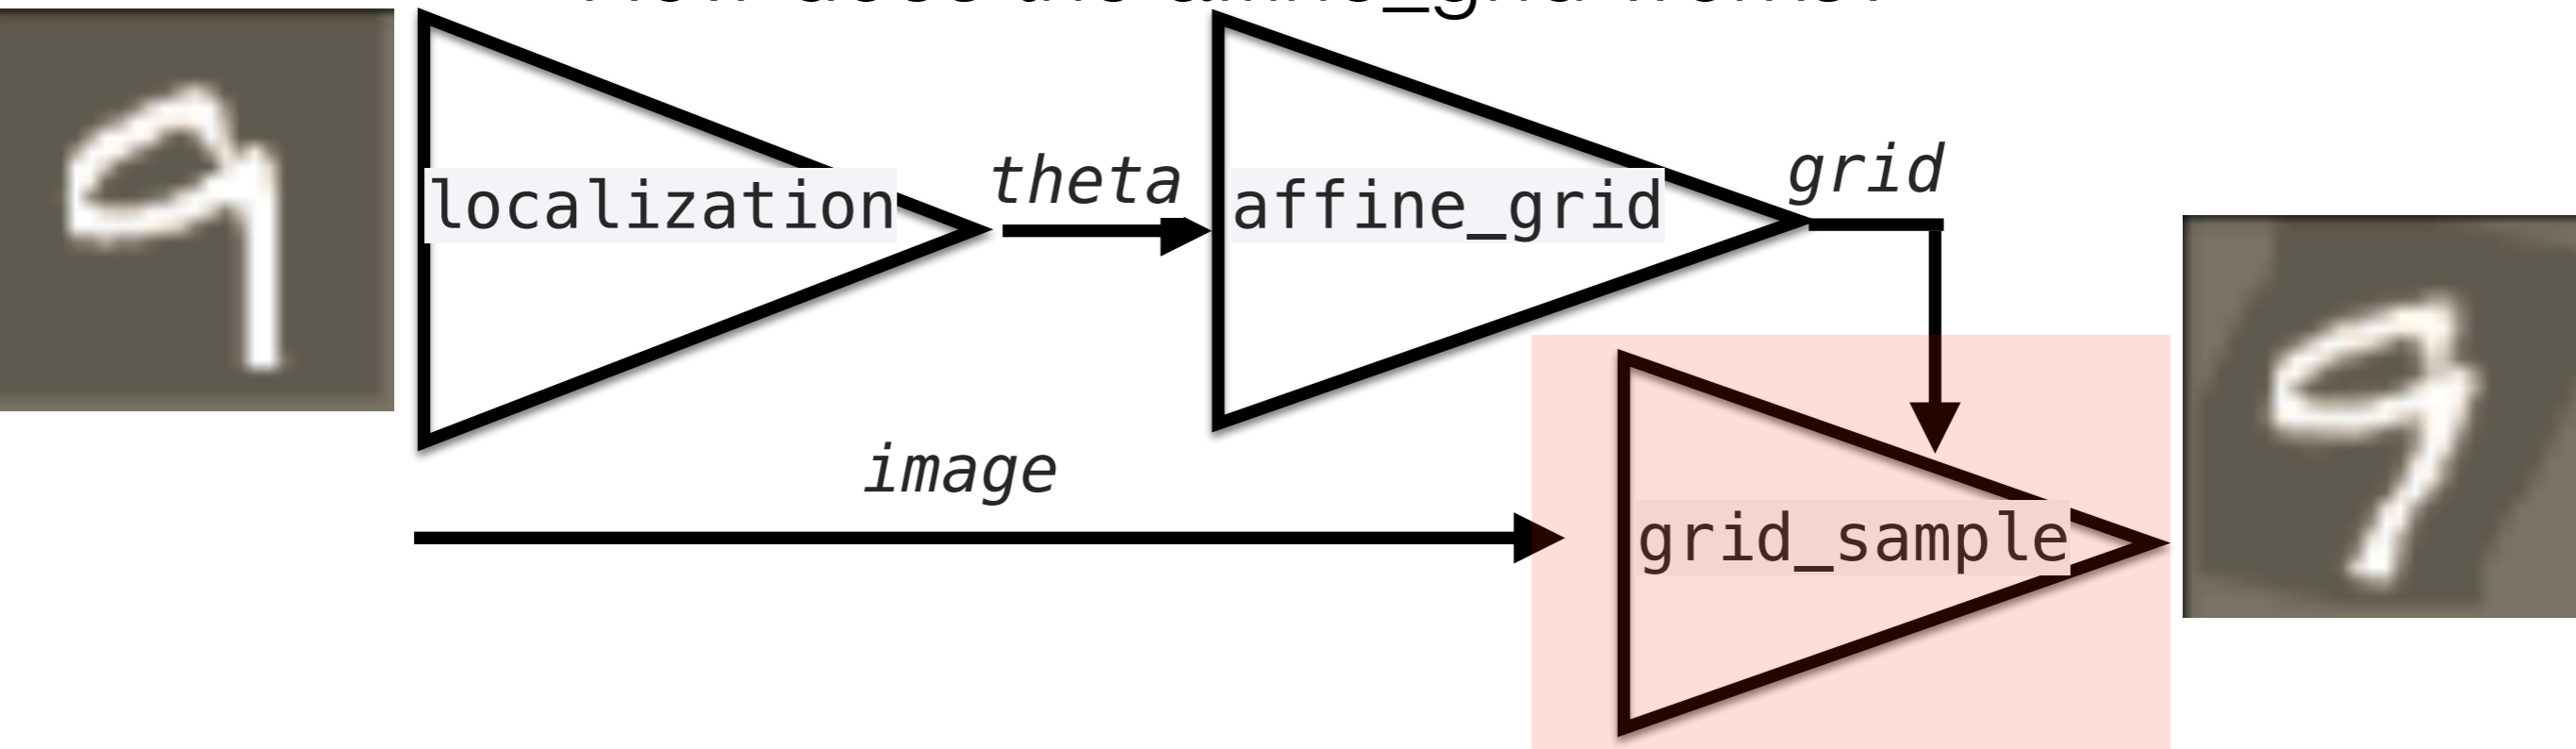 localization
theta
affine_grid
grid
image
grid_sample